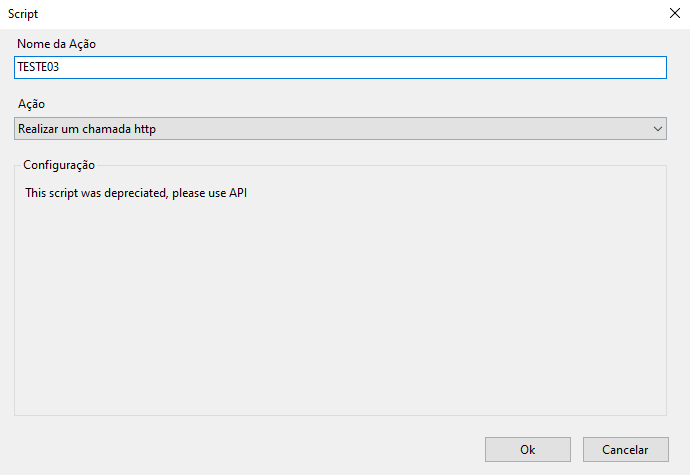 Script
Nome da Ação
TESTE03
Ação
Realizar um chamada http
Configuração
This script was depreciated, please use API
Ok
Cancelar